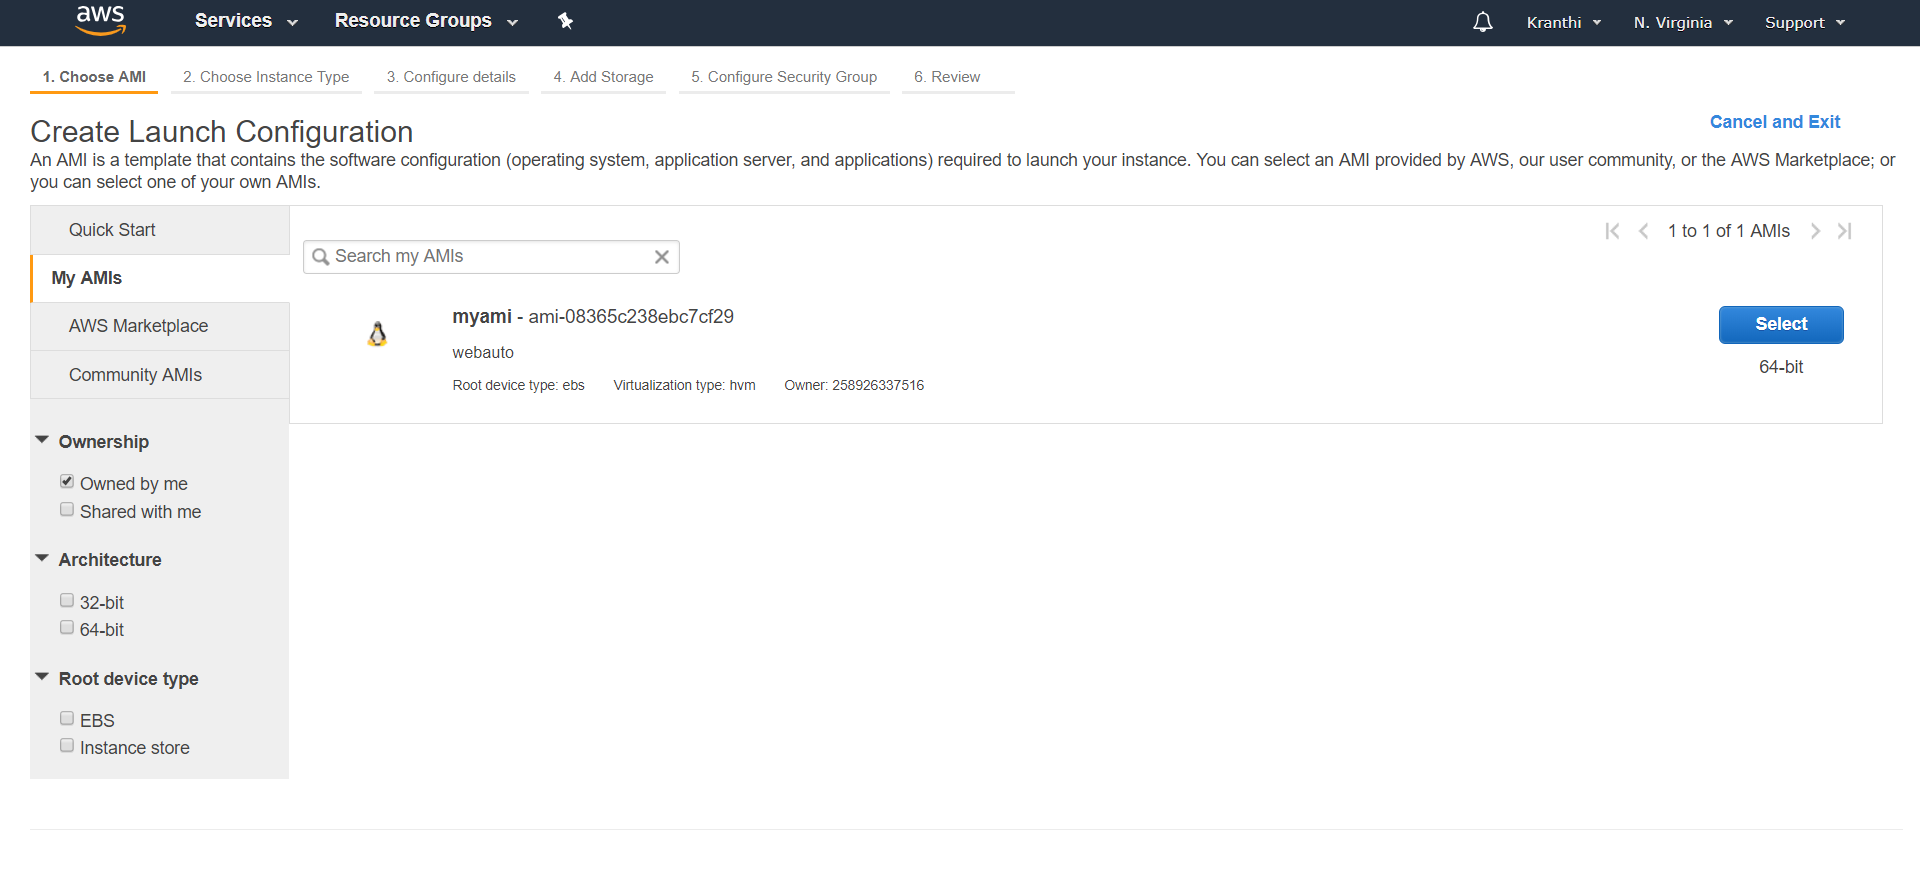 aws Services Resource Groups Kranthi N. Virginia Support
1. Choose AMI 2. Choose Instance Type 3. Configure details 4. Add Storage 5. Configure Security Group 6. Review
Create Launch Configuration
Cancel and Exit
An AMI is a template that contains the software configuration (operating system, application server, and applications) required to launch your instance. You can select an AMI provided by AWS, our user community, or the AWS Marketplace; or
you can select one of your own AMIs.
Quick Start
My AMIs
AWS Marketplace
Community AMIs
Ownership
Owned by me
Shared with me
Architecture
32-bit
64-bit
Root device type
EBS
Instance store
1 to 1 of 1 AMIs
Search my AMIs
myami - ami-08365c238ebc7cf29
webauto
Root device type: ebs Virtualization type: hvm Owner: 258926337516
Select
64-bit